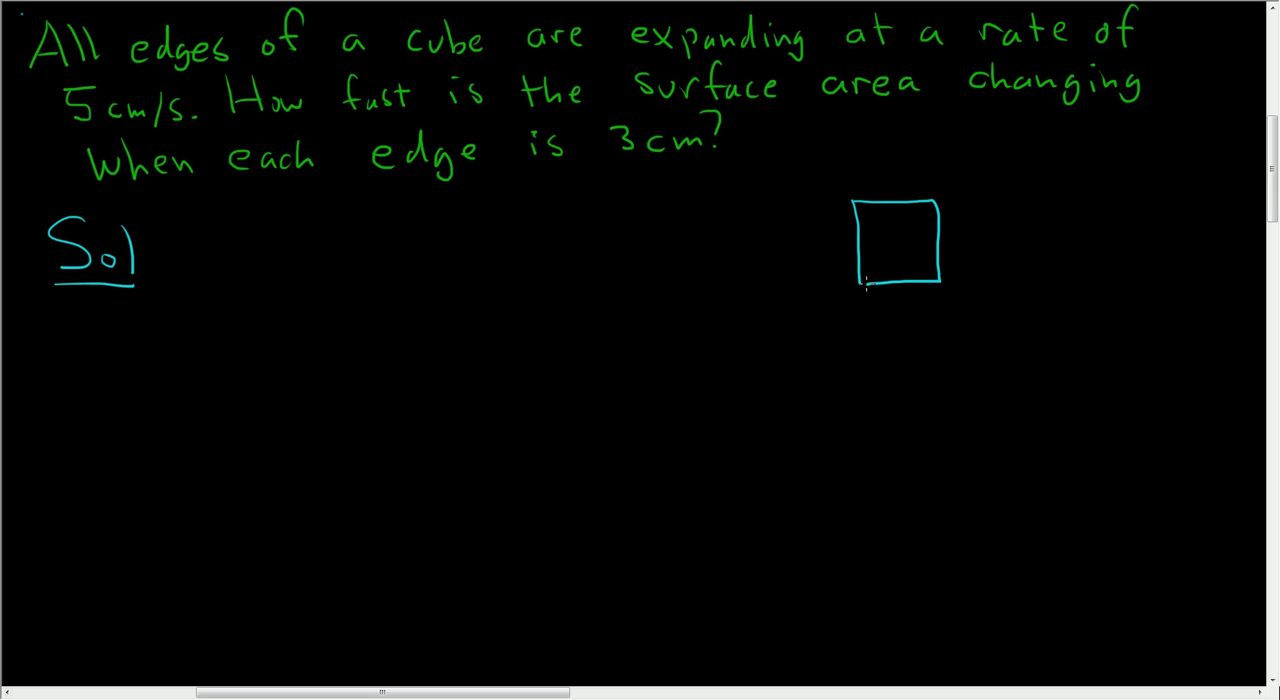 All edges of a cube are expanding at a rate of
5cm/s. How fast is the surface area changing
when each edge is 3cm?
Sol